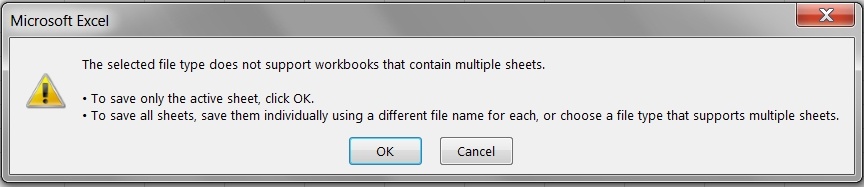 Microsoft Excel
The selected file type does not support workbooks that contain multiple sheets.
• To save only the active sheet, click OK.
• To save all sheets, save them individually using a different file name for each, or choose a file type that supports multiple sheets.
OK Cancel